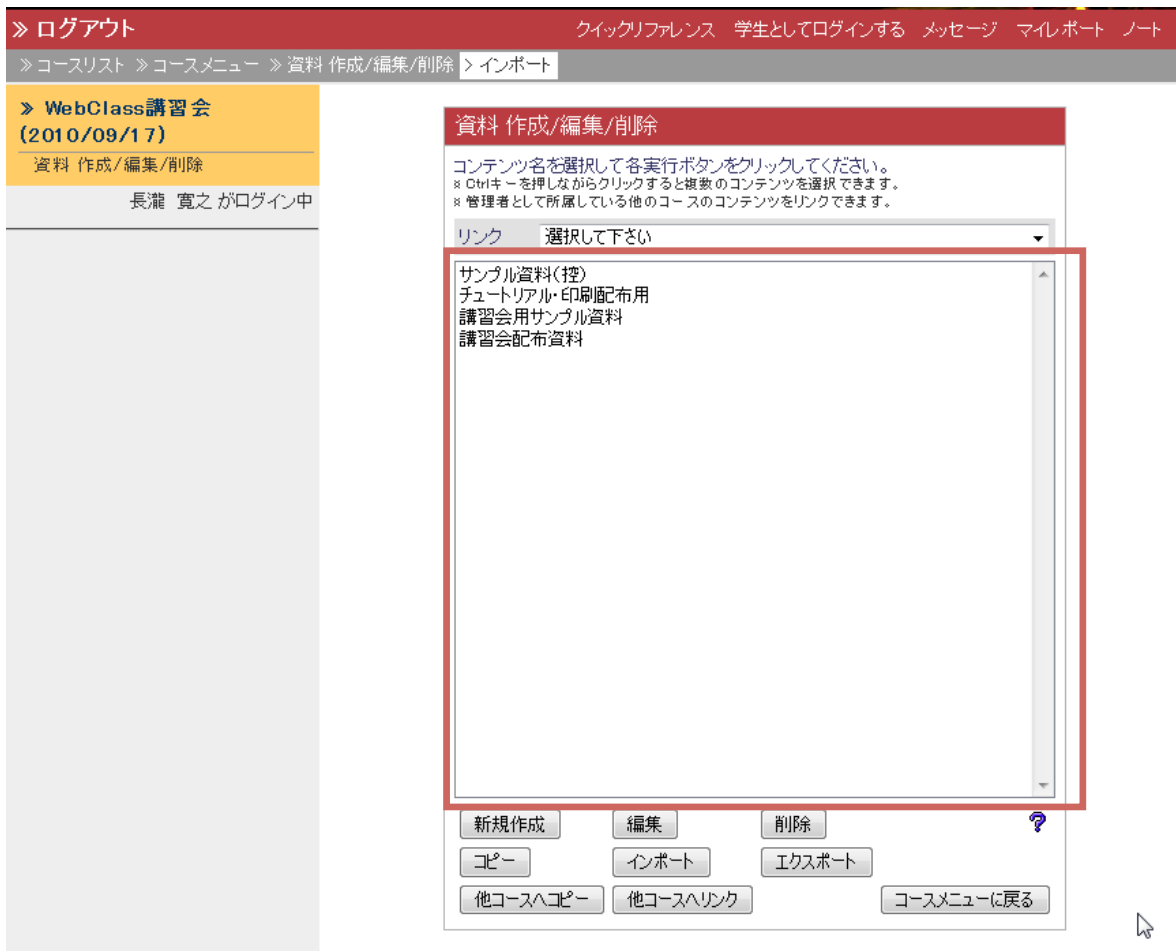 ≫ ログアウト
クイックリファレンス 学生としてログインする メッセージ マイレポート ノート
≫コースリスト ≫コースメニュー ≫資料 作成/編集/削除 > インポート
≫ WebClass講習会
(2010/09/17)
資料 作成/編集/削除
長瀧 寛之 がログイン中
資料 作成/編集/削除
コンテンツ名を選択して各実行ボタンをクリックしてください。
※ Ctrlキーを押しながらクリックすると複数のコンテンツを選択できます。
※ 管理者として所属している他のコースのコンテンツをリンクできます。
リンク 選択して下さい
サンプル資料(控)
チュートリアル・印刷配布用
講習会用サンプル資料
講習会配布資料
新規作成 編集 削除 ?
コピー インポート エクスポート
他コースへコピー 他コースへリンク コースメニューに戻る